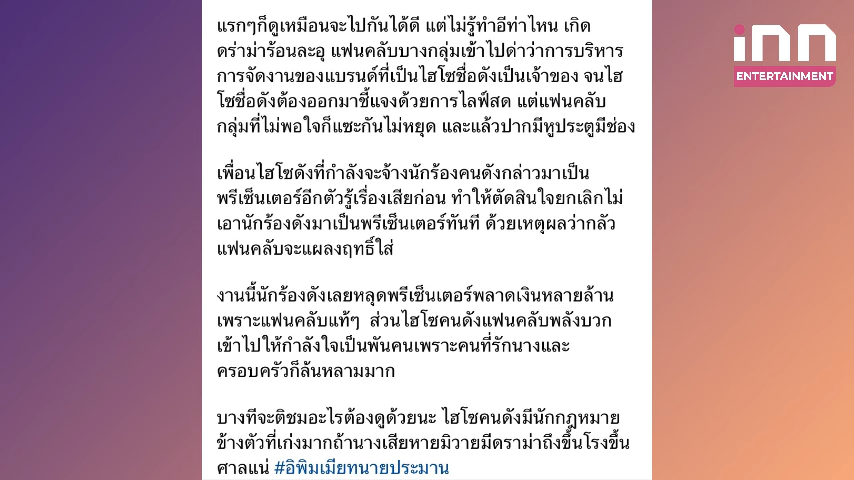 แรกๆก็ดูเหมือนจะไปกันได้ดี แต่ไม่รู้ทำอีท่าไหน เกิด
ดราม่าร้อนละอุ แฟนคลับบางกลุ่มเข้าไปด่าว่าการบริหาร
การจัดงานของแบรนด์ที่เป็นไฮโซชื่อดังเป็นเจ้าของ จนไฮ
โซชื่อดังต้องออกมาชี้แจงด้วยการไลฟ์สด แต่แฟนคลับ
กลุ่มที่ไม่พอใจก็แซะกันไม่หยุด และแล้วปากมีหูประตูมีช่อง
เพื่อนไฮโซดังที่กำลังจะจ้างนักร้องคนดังกล่าวมาเป็น
พรีเซ็นเตอร์อีกตัวรู้เรื่องเสียก่อน ทำให้ตัดสินใจยกเลิกไม่
เอานักร้องดังมาเป็นพรีเซ็นเตอร์ทันที ด้วยเหตุผลว่ากลัว
แฟนคลับจะแผลงฤทธิ์ใส่
งานนี้นักร้องดังเลยหลุดพรีเซ็นเตอร์พลาดเงินหลายล้าน
เพราะแฟนคลับแท้ๆ ส่วนไฮโซคนดังแฟนคลับพลังบวก
เข้าไปให้กำลังใจเป็นพันคนเพราะคนที่รักนางและ
ครอบครัวก็ล้นหลามมาก
บางทีจะติชมอะไรต้องดูด้วยนะ ไฮโซคนดังมีนักกฎหมาย
ข้างตัวที่เก่งมากถ้านางเสียหายมิวายมีดราม่าถึงขึ้นโรงขึ้น
ศาลแน่ #อิพิมเมียทนายประมาน
inn
ENTERTAINMENT